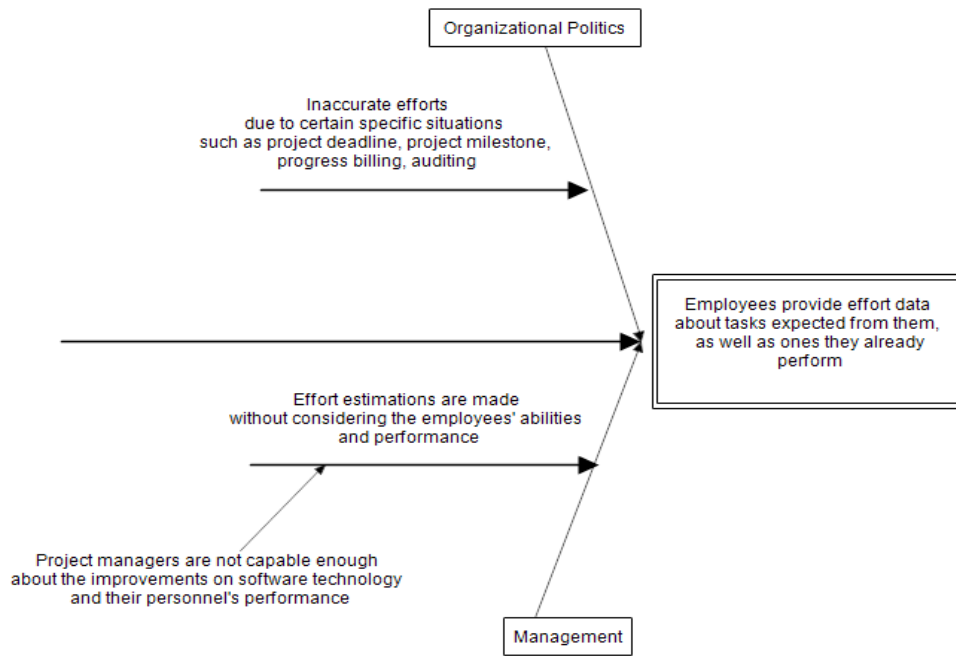 Organizational Politics
Inaccurate efforts
due to certain specific situations
such as project deadline, project milestone,
progress billing, auditing
Employees provide effort data
about tasks expected from them,
as well as ones they already
perform
Effort estimations are made
without considering the employees' abilities
and performance
Project managers are not capable enough
about the improvements on software technology
and their personnel's performance
Management